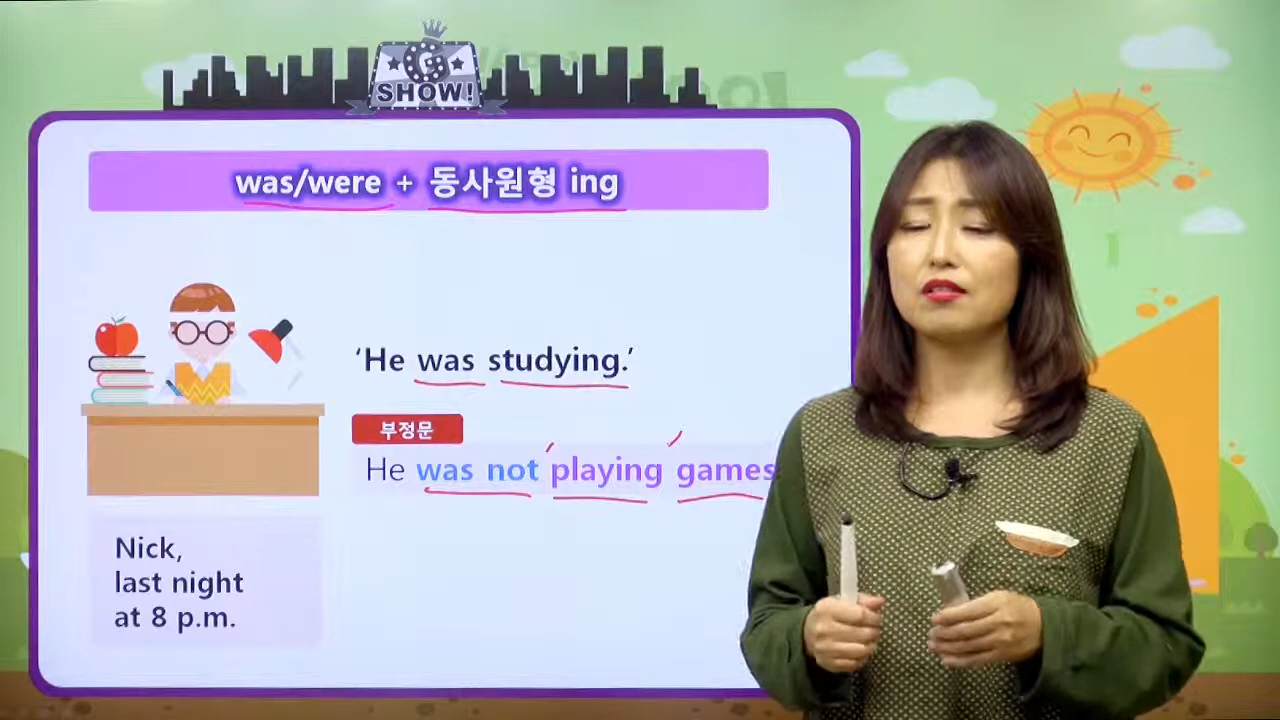 G
SHOW!
was/were + 동사원형 ing
‘He was studying.’
부정문
He was not playing games
Nick,
last night
at 8 p.m.